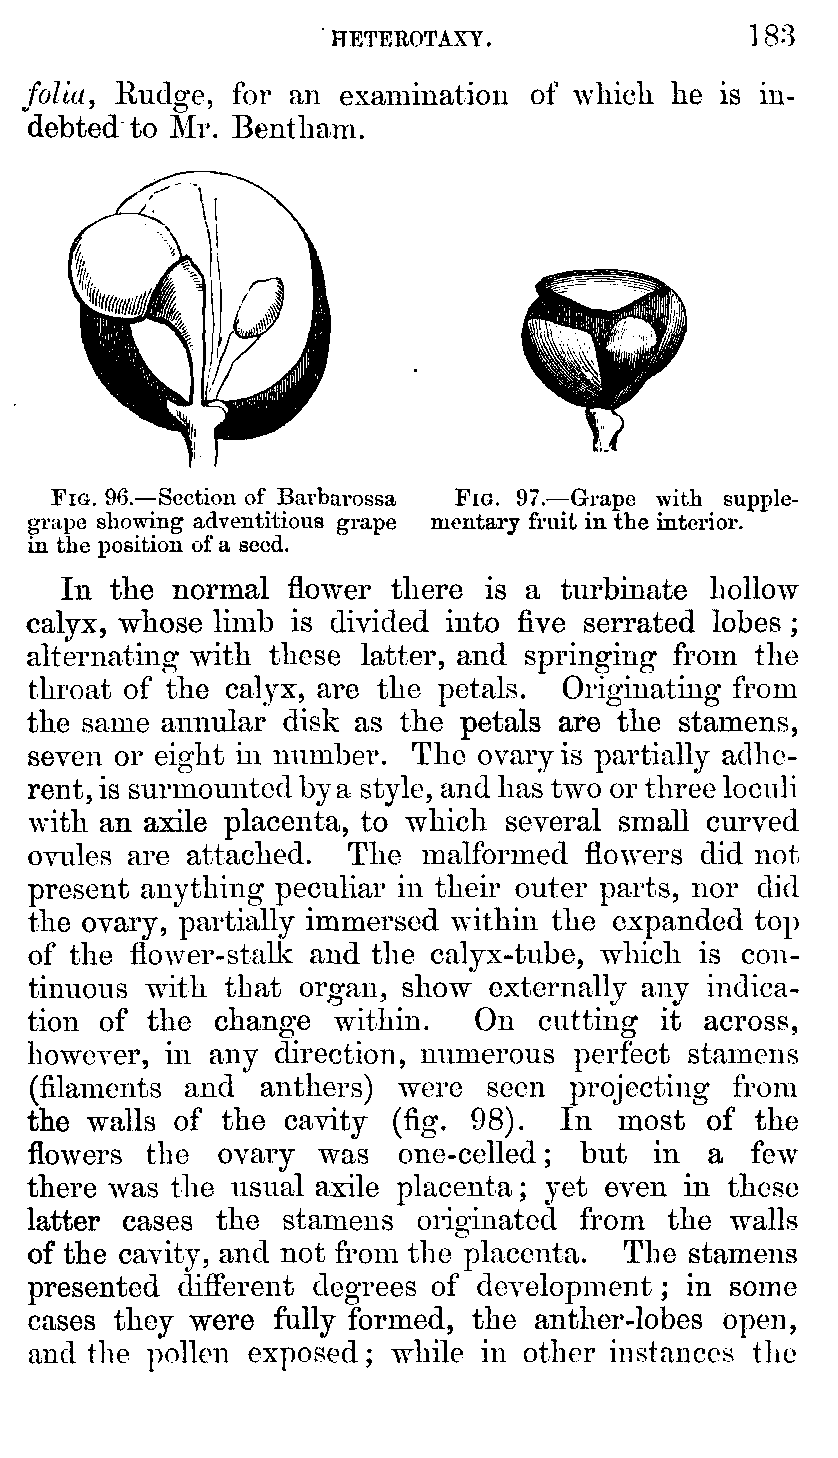 HETEROTAXY. 183
folia, Rudge, for an examination of which he is in-
debted to Mr. Bentham.
FIG. 96.—Section of Barbarossa
grape showing adventitious grape
in the position of a seed.
FIG. 97.—Grape with supple-
mentary fruit in the interior.
In the normal flower there is a turbinate hollow
calyx, whose limb is divided into five serrated lobes;
alternating with these latter, and springing from the
throat of the calyx, are the petals. Originating from
the same annular disk as the petals are the stamens,
seven or eight in number. The ovary is partially adhe-
rent, is surmounted by a style, and has two or three loculi
with an axile placenta, to which several small curved
ovules are attached. The malformed flowers did not
present anything peculiar in their outer parts, nor did
the ovary, partially immersed within the expanded top
of the flower-stalk and the calyx-tube, which is con-
tinuous with that organ, show externally any indica-
tion of the change within. On cutting it across,
however, in any direction, numerous perfect stamens
(filaments and anthers) were seen projecting from
the walls of the cavity (fig. 98). In most of the
flowers the ovary was one-celled; but in a few
there was the usual axile placenta; yet even in these
latter cases the stamens originated from the walls
of the cavity, and not from the placenta. The stamens
presented different degrees of development; in some
cases they were fully formed, the anther-lobes open,
and the pollen exposed; while in other instances the